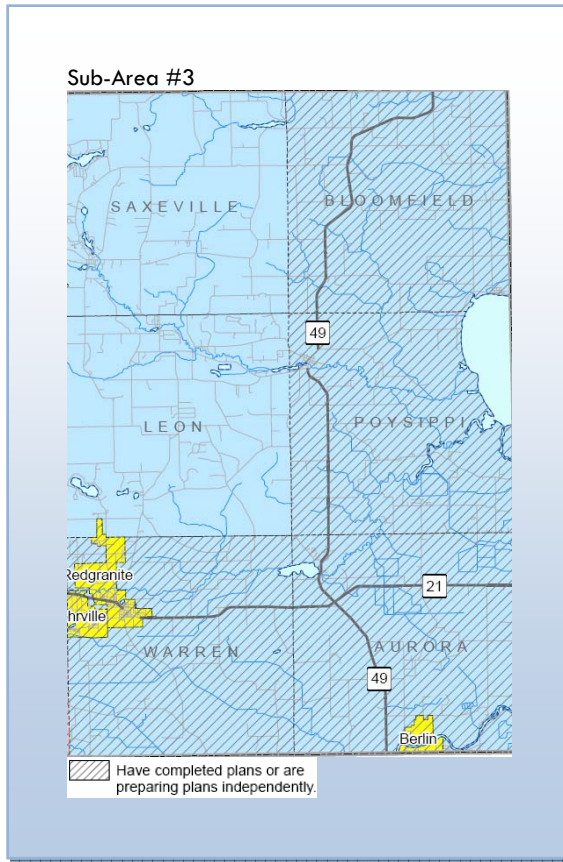 Sub-Area #3
SAXEVILLE
BLOOMFIELD
49
LEON
POYSIPPI
Redgranite
21
hrville
WARREN
AURORA
49
Berlin
Have completed plans or are
preparing plans independently.